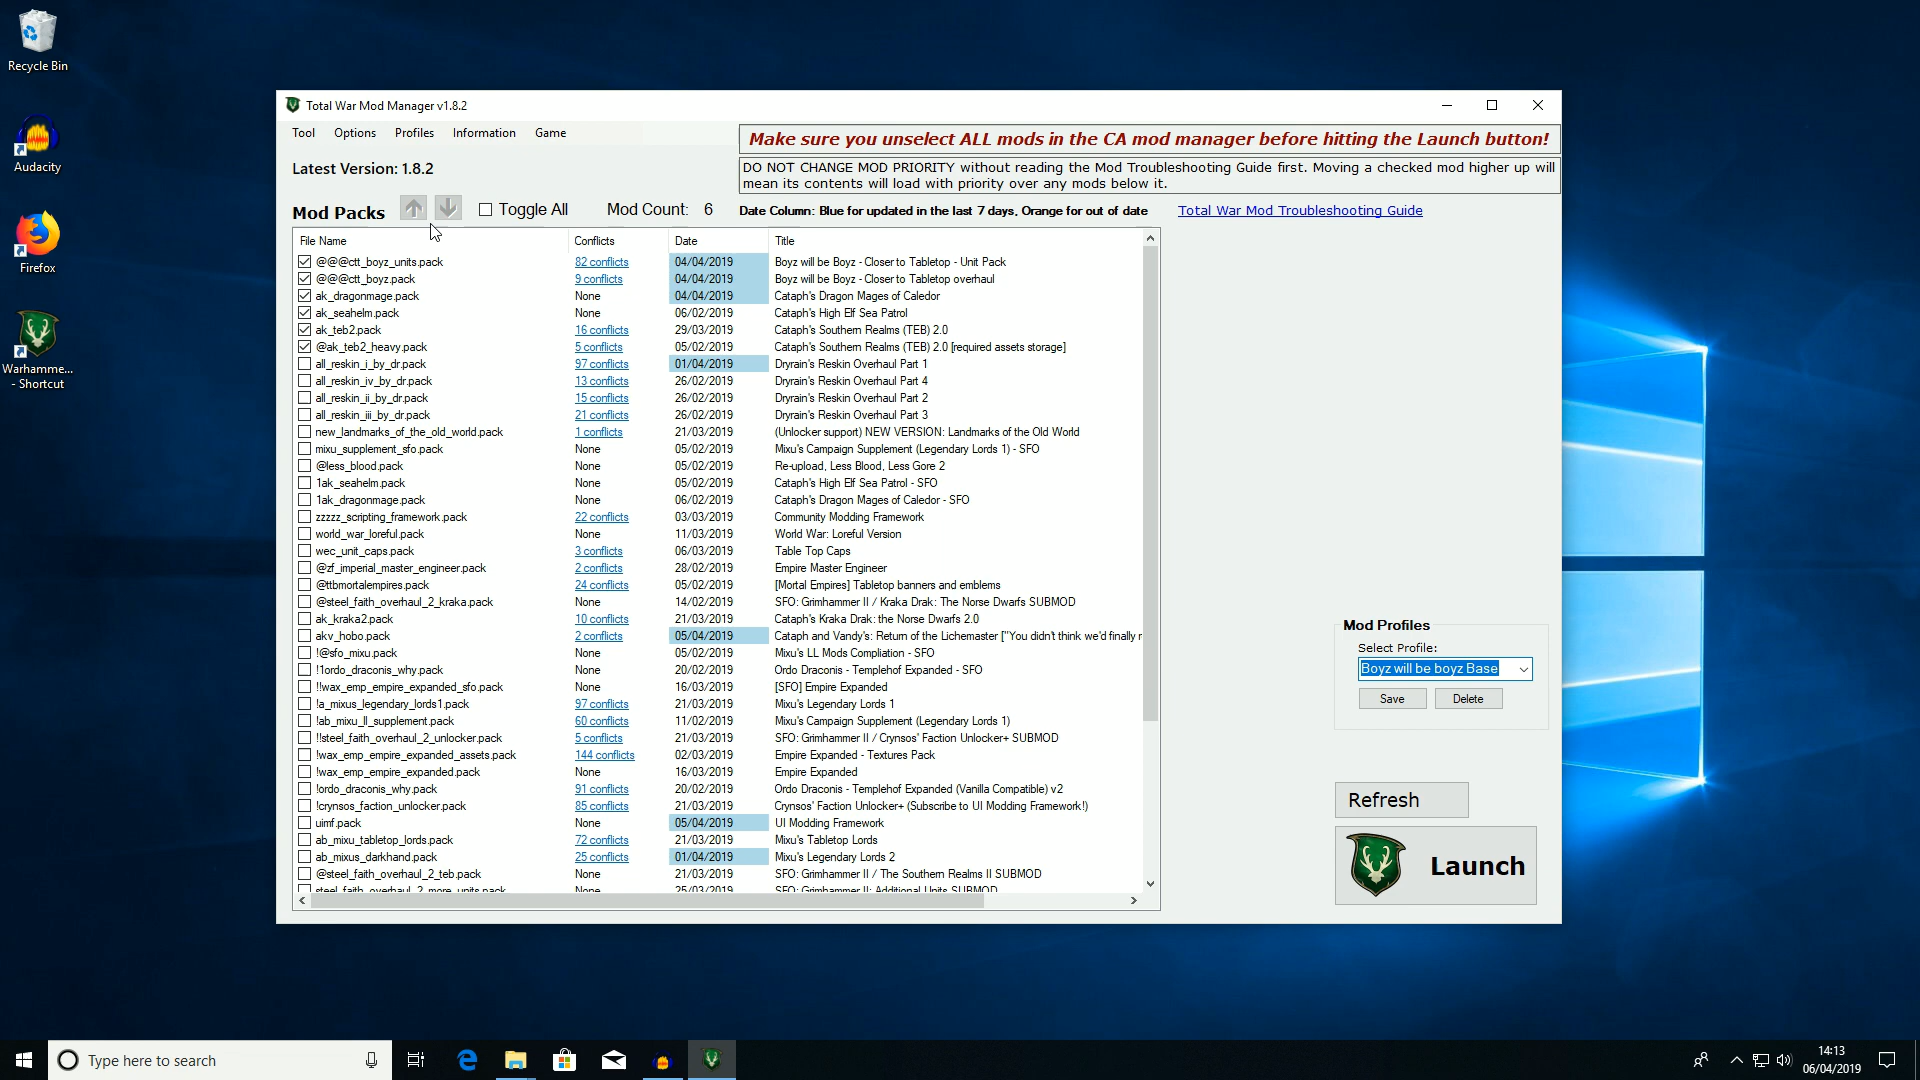 Recycle Bin
Audacity
Firefox
Warhamme...
- Shortcut
Total War Mod Manager v1.8.2
Tool Options Profiles Information Game
Make sure you unselect ALL mods in the CA mod manager before hitting the Launch button!
Latest Version: 1.8.2
DO NOT CHANGE MOD PRIORITY without reading the Mod Troubleshooting Guide first. Moving a checked mod higher up will
mean its contents will load with priority over any mods below it.
Mod Packs Toggle All Mod Count: 6 Date Column: Blue for updated in the last 7 days, Orange for out of date Total War Mod Troubleshooting Guide
File Name Conflicts Date Title
@@@ctt_boyz_units.pack 82 conflicts 04/04/2019 Boyz will be Boyz - Closer to Tabletop - Unit Pack
@@@ctt_boyz.pack 9 conflicts 04/04/2019 Boyz will be Boyz - Closer to Tabletop overhaul
ak_dragonmage.pack None 04/04/2019 Cataph's Dragon Mages of Caledor
ak_seahelm.pack None 06/02/2019 Cataph's High Elf Sea Patrol
ak_teb2.pack 16 conflicts 29/03/2019 Cataph's Southern Realms (TEB) 2.0
@ak_teb2_heavy.pack 5 conflicts 05/02/2019 Cataph's Southern Realms (TEB) 2.0 [required assets storage]
all_reskin_i_by_dr.pack 97 conflicts 01/04/2019 Dryrain's Reskin Overhaul Part 1
all_reskin_iv_by_dr.pack 13 conflicts 26/02/2019 Dryrain's Reskin Overhaul Part 4
all_reskin_ii_by_dr.pack 15 conflicts 26/02/2019 Dryrain's Reskin Overhaul Part 2
all_reskin_iii_by_dr.pack 21 conflicts 26/02/2019 Dryrain's Reskin Overhaul Part 3
new_landmarks_of_the_old_world.pack 1 conflicts 21/03/2019 (Unlocker support) NEW VERSION: Landmarks of the Old World
mixu_supplement_sfo.pack None 05/02/2019 Mixu's Campaign Supplement (Legendary Lords 1) - SFO
@less_blood.pack None 05/02/2019 Re-upload, Less Blood, Less Gore 2
1ak_seahelm.pack None 05/02/2019 Cataph's High Elf Sea Patrol - SFO
1ak_dragonmage.pack None 06/02/2019 Cataph's Dragon Mages of Caledor - SFO
zzzzz_scripting_framework.pack 22 conflicts 03/03/2019 Community Modding Framework
world_war_loreful.pack None 11/03/2019 World War: Loreful Version
wec_unit_caps.pack 3 conflicts 06/03/2019 Table Top Caps
@zf_imperial_master_engineer.pack 2 conflicts 28/02/2019 Empire Master Engineer
@ttbmortalempires.pack 24 conflicts 05/02/2019 [Mortal Empires] Tabletop banners and emblems
@steel_faith_overhaul_2_kraka.pack None 14/02/2019 SFO: Grimhammer II / Kraka Drak: The Norse Dwarfs SUBMOD
ak_kraka2.pack 10 conflicts 21/03/2019 Cataph's Kraka Drak: the Norse Dwarfs 2.0
akv_hobo.pack 2 conflicts 05/04/2019 Cataph and Vandy's: Return of the Lichemaster ["You didn't think we'd finally r
!@sfo_mixu.pack None 05/02/2019 Mixu's LL Mods Compliation - SFO
!1ordo_draconis_why.pack None 20/02/2019 Ordo Draconis - Templehof Expanded - SFO
!!wax_emp_empire_expanded_sfo.pack None 16/03/2019 [SFO] Empire Expanded
!a_mixus_legendary_lords1.pack 97 conflicts 21/03/2019 Mixu's Legendary Lords 1
!ab_mixu_ll_supplement.pack 60 conflicts 11/02/2019 Mixu's Campaign Supplement (Legendary Lords 1)
!!steel_faith_overhaul_2_unlocker.pack 5 conflicts 21/03/2019 SFO: Grimhammer II / Crynsos' Faction Unlocker+ SUBMOD
!wax_emp_empire_expanded_assets.pack 144 conflicts 02/03/2019 Empire Expanded - Textures Pack
!wax_emp_empire_expanded.pack None 16/03/2019 Empire Expanded
!ordo_draconis_why.pack 91 conflicts 20/02/2019 Ordo Draconis - Templehof Expanded (Vanilla Compatible) v2
!crynsos_faction_unlocker.pack 85 conflicts 21/03/2019 Crynsos' Faction Unlocker+ (Subscribe to UI Modding Framework!)
uimf.pack None 05/04/2019 UI Modding Framework
ab_mixu_tabletop_lords.pack 72 conflicts 21/03/2019 Mixu's Tabletop Lords
ab_mixus_darkhand.pack 25 conflicts 01/04/2019 Mixu's Legendary Lords 2
@steel_faith_overhaul_2_teb.pack None 21/03/2019 SFO: Grimhammer II / The Southern Realms II SUBMOD
steel_faith_overhaul_2_more_units.pack None 25/03/2019 SFO: Grimhammer II: Additional Units SUBMOD
Mod Profiles
Select Profile:
Boyz will be boyz Base
Save Delete
Refresh
Launch
Type here to search
14:13
06/04/2019